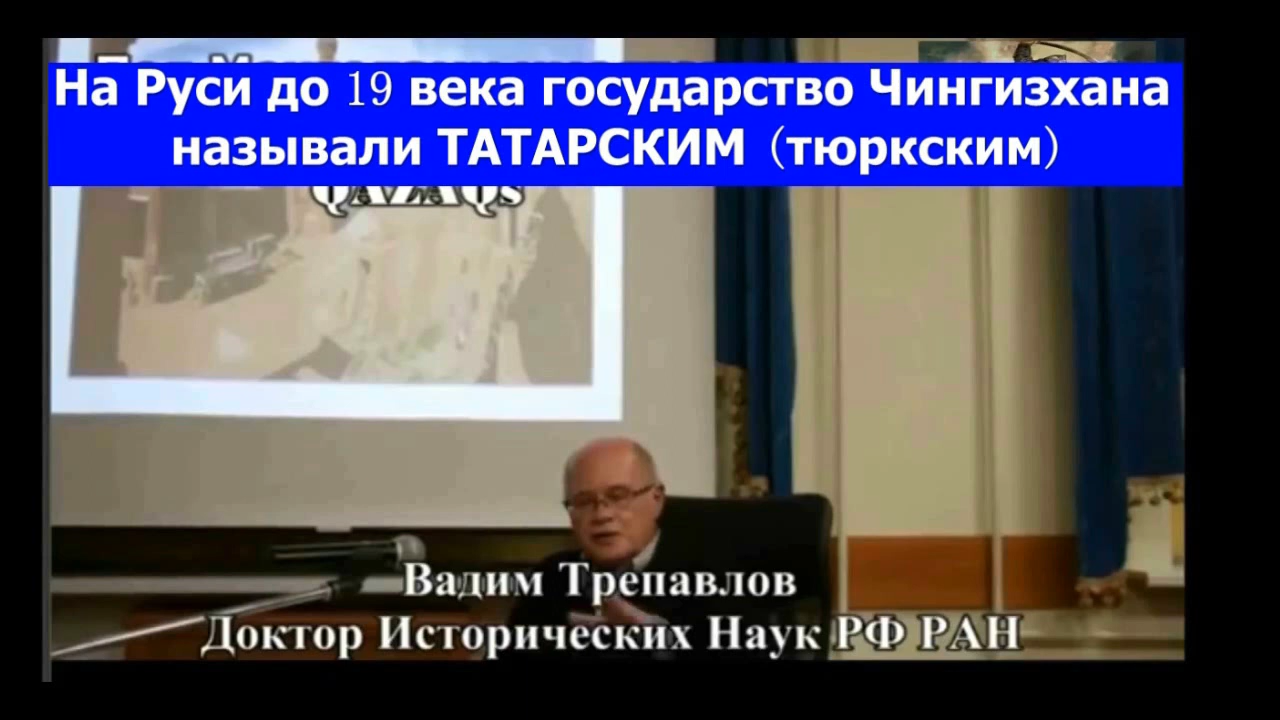 На Руси до 19 века государство Чингизхана
называли ТАТАРСКИМ (тюркским)
QAZAQs
Вадим Трепавлов
Доктор Исторических Наук РФ РАН